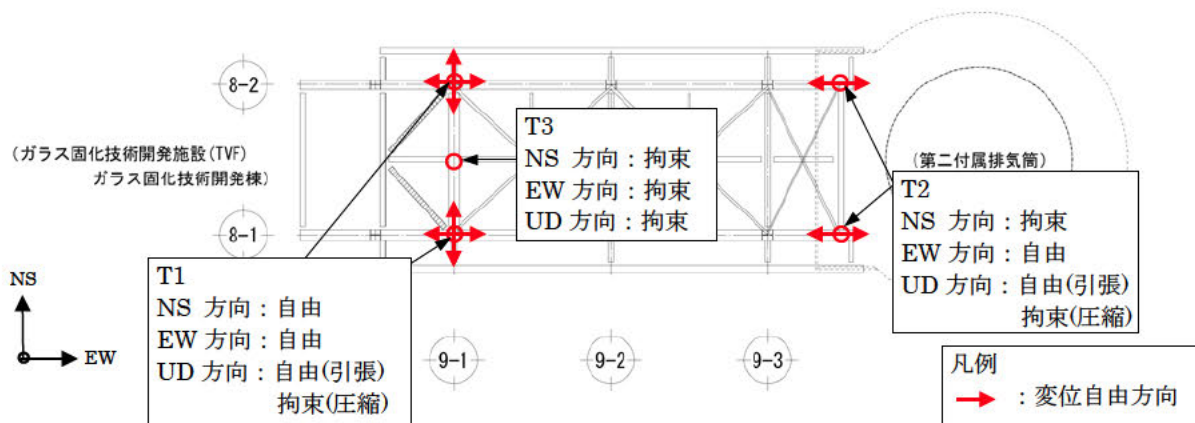 8-2
(ガラス固化技術開発施設(TVF)
ガラス固化技術開発棟)
8-1
T3
NS 方向：拘束
EW 方向：拘束
UD 方向：拘束
(第二付属排気筒)
T2
NS 方向：拘束
EW 方向：自由
UD 方向：自由(引張)
拘束(圧縮)
T1
NS 方向：自由
EW 方向：自由
UD 方向：自由(引張)
拘束(圧縮)
NS
EW
9-1
9-2
9-3
凡例
：変位自由方向